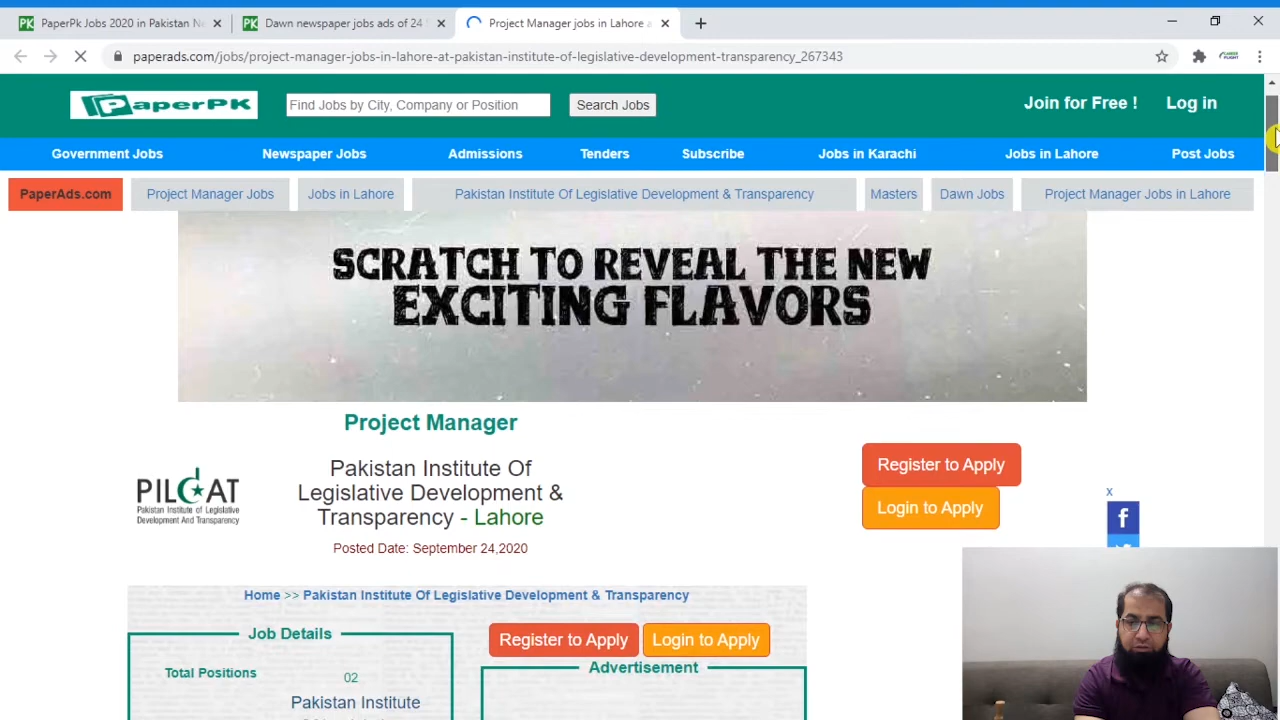 PaperPk Jobs 2020 in Pakistan Ne
Dawn newspaper jobs ads of 24 S
Project Manager jobs in Lahore a
paperads.com/jobs/project-manager-jobs-in-lahore-at-pakistan-institute-of-legislative-development-transparency_267343
PaperPK
Find Jobs by City, Company or Position
Search Jobs
Join for Free !
Log in
Government Jobs
Newspaper Jobs
Admissions
Tenders
Subscribe
Jobs in Karachi
Jobs in Lahore
Post Jobs
PaperAds.com
Project Manager Jobs
Jobs in Lahore
Pakistan Institute Of Legislative Development & Transparency
Masters
Dawn Jobs
Project Manager Jobs in Lahore
SCRATCH TO REVEAL THE NEW
EXCITING FLAVORS
Project Manager
PILDAT
Pakistan Institute of Legislative
Development And Transparency
Pakistan Institute Of
Legislative Development &
Transparency - Lahore
Posted Date: September 24,2020
Register to Apply
Login to Apply
x
f
Home >> Pakistan Institute Of Legislative Development & Transparency
Job Details
Total Positions
02
Pakistan Institute
Register to Apply
Login to Apply
Advertisement